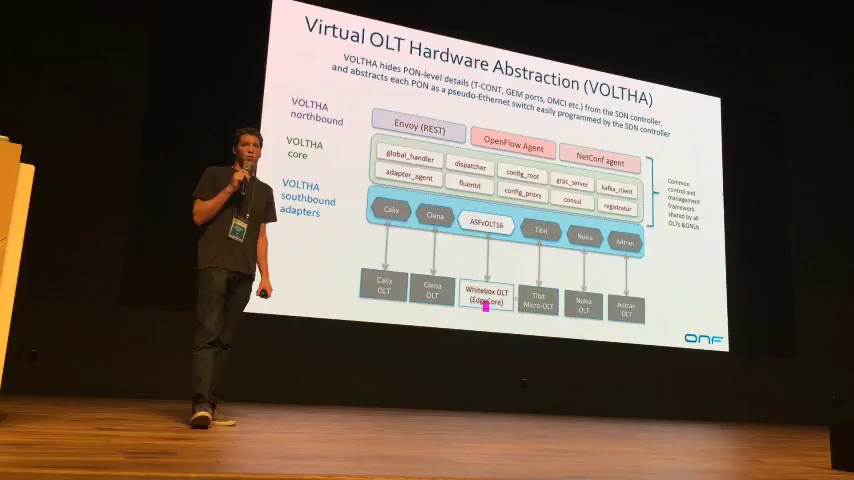 Virtual OLT Hardware Abstraction (VOLTHA)
VOLTHA hides PON-level details (T-CONT, GEM ports, OMCI etc.) from the SDN controller,
and abstracts each PON as a pseudo-Ethernet switch easily programmed by the SDN controller
VOLTHA
northbound
Envoy (REST)
OpenFlow Agent
NetConf agent
VOLTHA
core
global_handler
dispatcher
config_root
grpc_server
kafka_client
adapter_agent
fluentd
config_proxy
consul
registrator
Common
control and
management
framework
shared by all
OLTs &ONUs
VOLTHA
southbound
adapters
Calix
Ciena
ASFvOLT16
Tibit
Nokia
Adtran
Calix
OLT
Ciena
OLT
Whitebox OLT
(EdgeCore)
Tibit
Micro-OLT
Nokia
OLT
Adtran
OLT
ONF